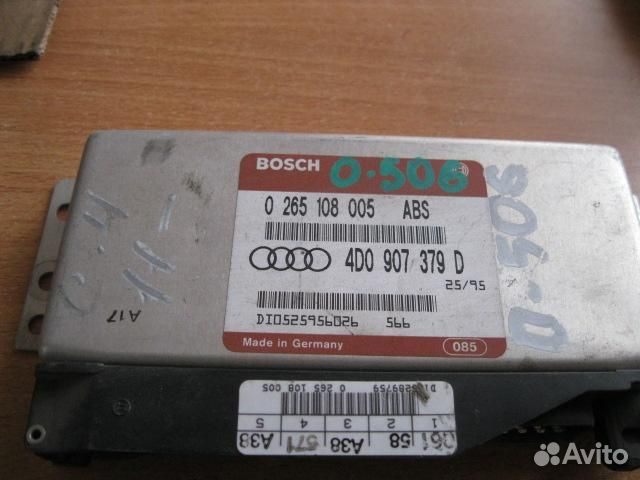 BOSCH
0.506
0 265 108 005 ABS
4D0 907 379 D
25/95
DI0525956026 566
Made in Germany
085
0.506
A17
0 265 108 005
1 2 3 4 5
58 A38 571 A38
Avito